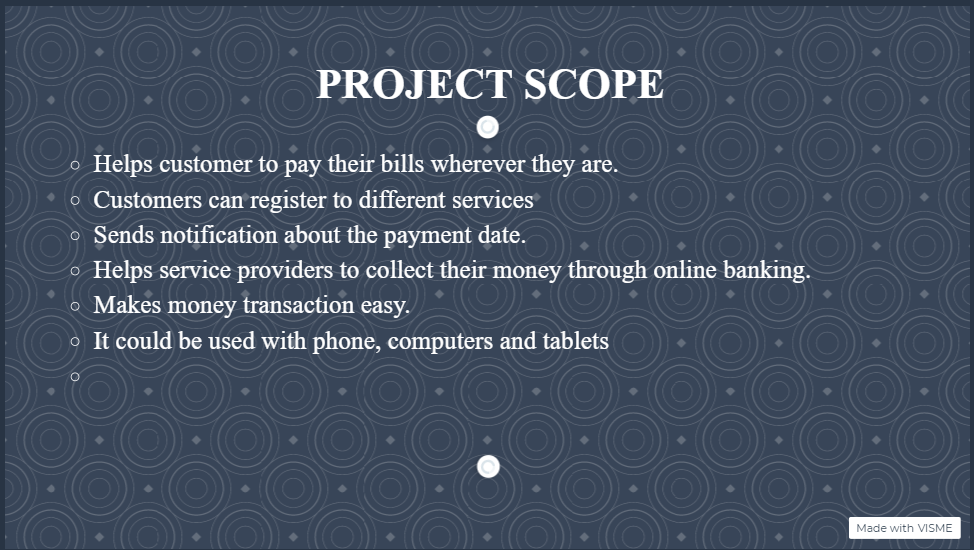 PROJECT SCOPE
Helps customer to pay their bills wherever they are.
Customers can register to different services
Sends notification about the payment date.
Helps service providers to collect their money through online banking.
Makes money transaction easy.
It could be used with phone, computers and tablets
Made with VISME